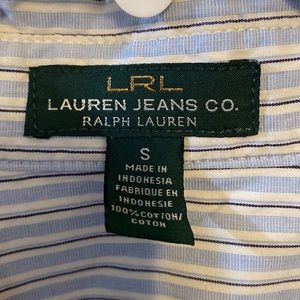 LRL
LAUREN JEANS CO.
RALPH LAUREN
S
MADE IN
INDONESIA
FABRIQUE EN
INDONESIE
100% COTTON/
COTON